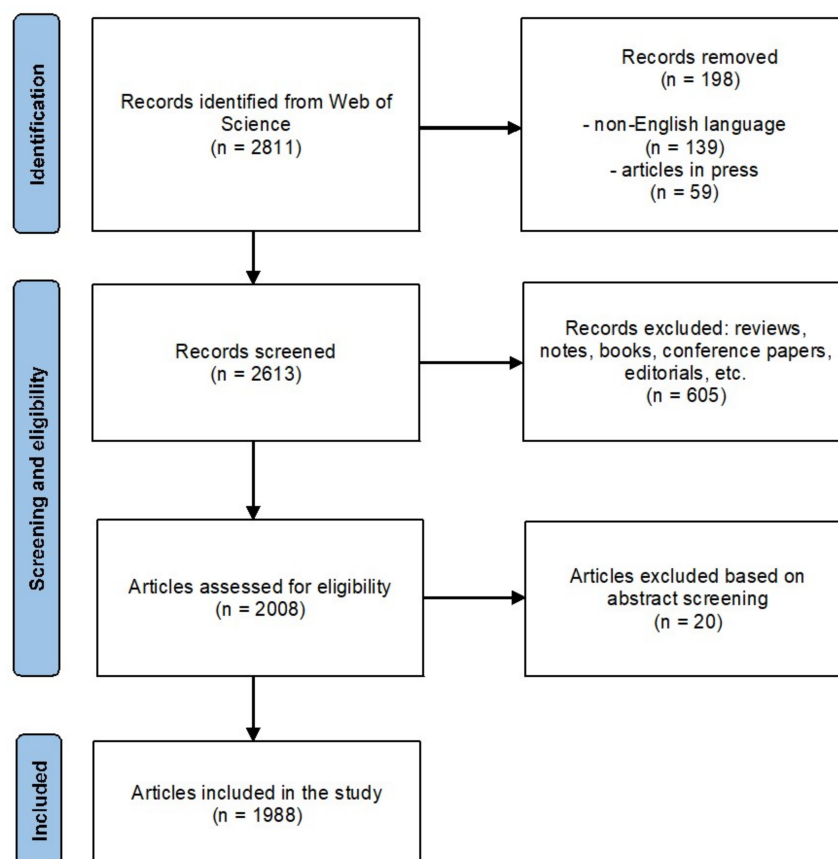 Identification
Records identified from Web of
Science
(n = 2811)
Records removed
(n = 198)
- non-English language
(n = 139)
- articles in press
(n = 59)
Screening and eligibility
Records screened
(n = 2613)
Records excluded: reviews,
notes, books, conference papers,
editorials, etc.
(n = 605)
Articles assessed for eligibility
(n = 2008)
Articles excluded based on
abstract screening
(n = 20)
Included
Articles included in the study
(n = 1988)